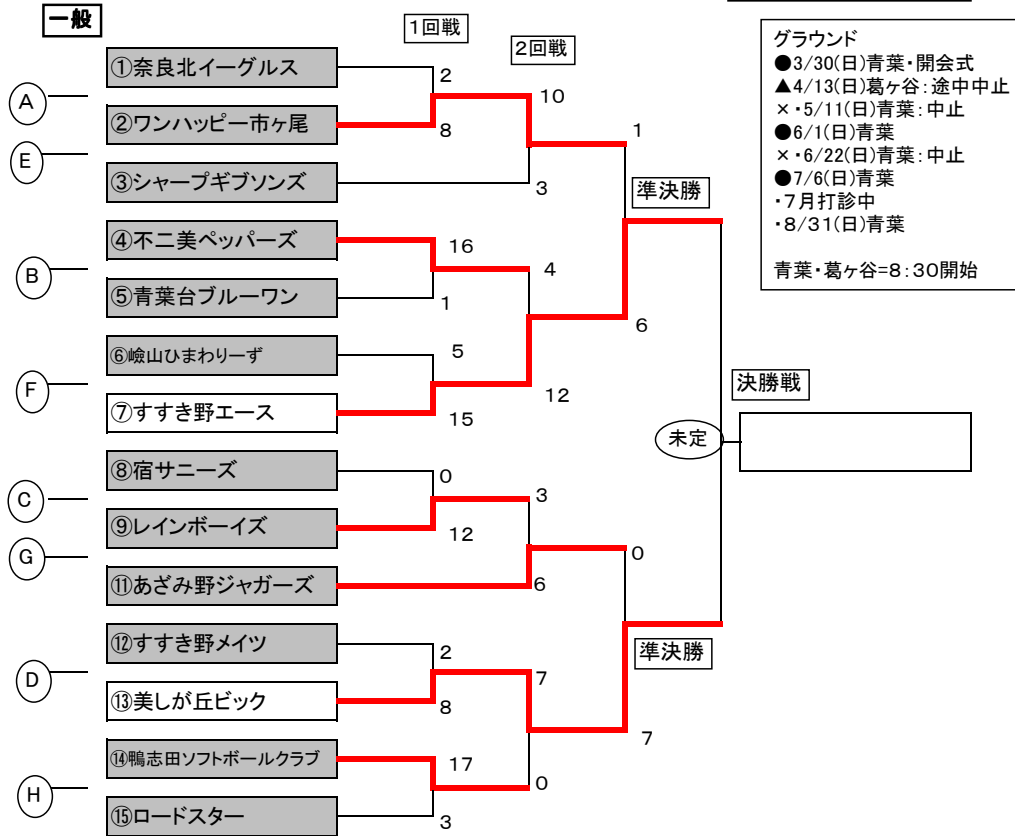 一般
1回戦
2回戦
グラウンド
●3/30(日)青葉・開会式
▲4/13(日)葛ヶ谷：途中中止
×・5/11(日)青葉：中止
●6/1(日)青葉
×・6/22(日)青葉：中止
●7/6(日)青葉
・7月打診中
・8/31(日)青葉
青葉・葛ヶ谷=8：30開始
①奈良北イーグルス
2
A
10
②ワンハッピー市ヶ尾
8
1
E
③シャープギブソンズ
3
準決勝
④不二美ペッパーズ
16
B
4
⑤青葉台ブルーワン
1
6
⑥嶮山ひまわりーず
5
F
12
決勝戦
⑦すすき野エース
15
未定
⑧宿サニーズ
0
C
3
⑨レインボーイズ
12
G
0
⑪あざみ野ジャガーズ
6
⑫すすき野メイツ
2
準決勝
D
7
⑬美しが丘ビック
8
7
⑭鴨志田ソフトボールクラブ
17
H
0
⑮ロードスター
3